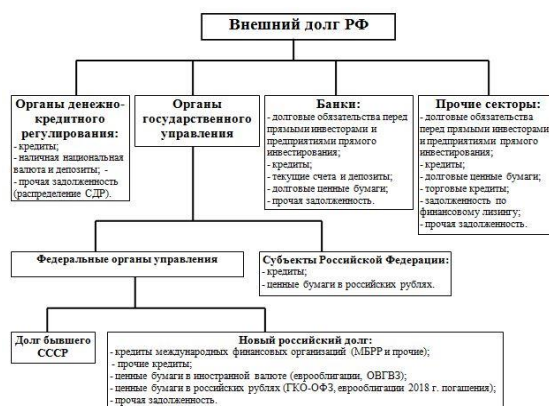 Внешний долг РФ
Органы денежно-
кредитного
регулирования:
- кредиты;
- наличная национальная
валюта и депозиты; -
- прочая задолженность
(распределение СДР).
Органы
государственного
управления
Банки:
- долговые обязательства перед
прямыми инвесторами и
предприятиями прямого
инвестирования;
- кредиты;
- текущие счета и депозиты;
- долговые ценные бумаги;
- прочая задолженность.
Прочие секторы:
- долговые обязательства
перед прямыми инвесторами
и предприятиями прямого
инвестирования;
- кредиты;
- долговые ценные бумаги;
- торговые кредиты;
- задолженность по
финансовому лизингу;
- прочая задолженность.
Федеральные органы управления
Субъекты Российской Федерации:
- кредиты;
- ценные бумаги в российских рублях.
Долг бывшего
СССР
Новый российский долг:
- кредиты международных финансовых организаций (МБРР и прочие);
- прочие кредиты;
- ценные бумаги в иностранной валюте (еврооблигации, ОВГВЗ);
- ценные бумаги в российских рублях (ГКО-ОФЗ, еврооблигации 2018 г. погашения);
- прочая задолженность.